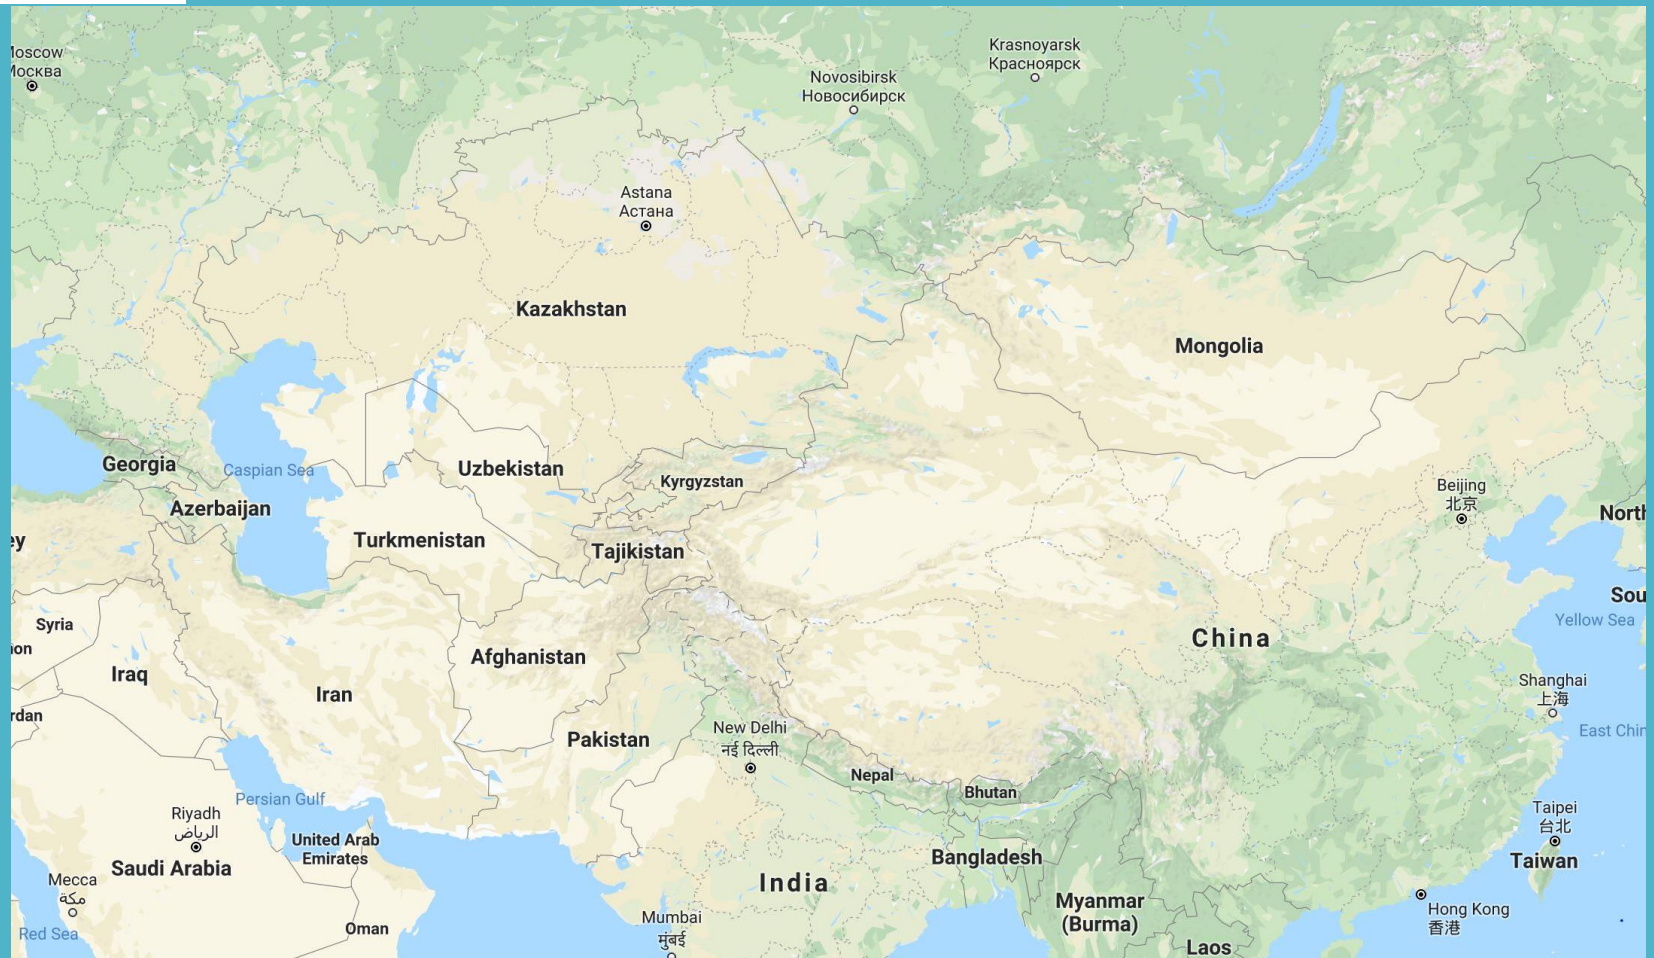 Moscow
Москва
Krasnoyarsk
Красноярск
Novosibirsk
Новосибирск
Astana
Астана
Kazakhstan
Mongolia
Georgia
Caspian Sea
Uzbekistan
Kyrgyzstan
Azerbaijan
Beijing
北京
North
ey
Turkmenistan
Tajikistan
Sou
Syria
Yellow Sea
China
non
Afghanistan
Iraq
Iran
Shanghai
上海
rdan
New Delhi
नई दिल्ली
East Chin
Pakistan
Nepal
Bhutan
Persian Gulf
Riyadh
الرياض
Taipei
台北
United Arab
Emirates
Bangladesh
Taiwan
Saudi Arabia
Mecca
مكة
India
Myanmar
(Burma)
Hong Kong
香港
Mumbai
मुंबई
Oman
Red Sea
Laos